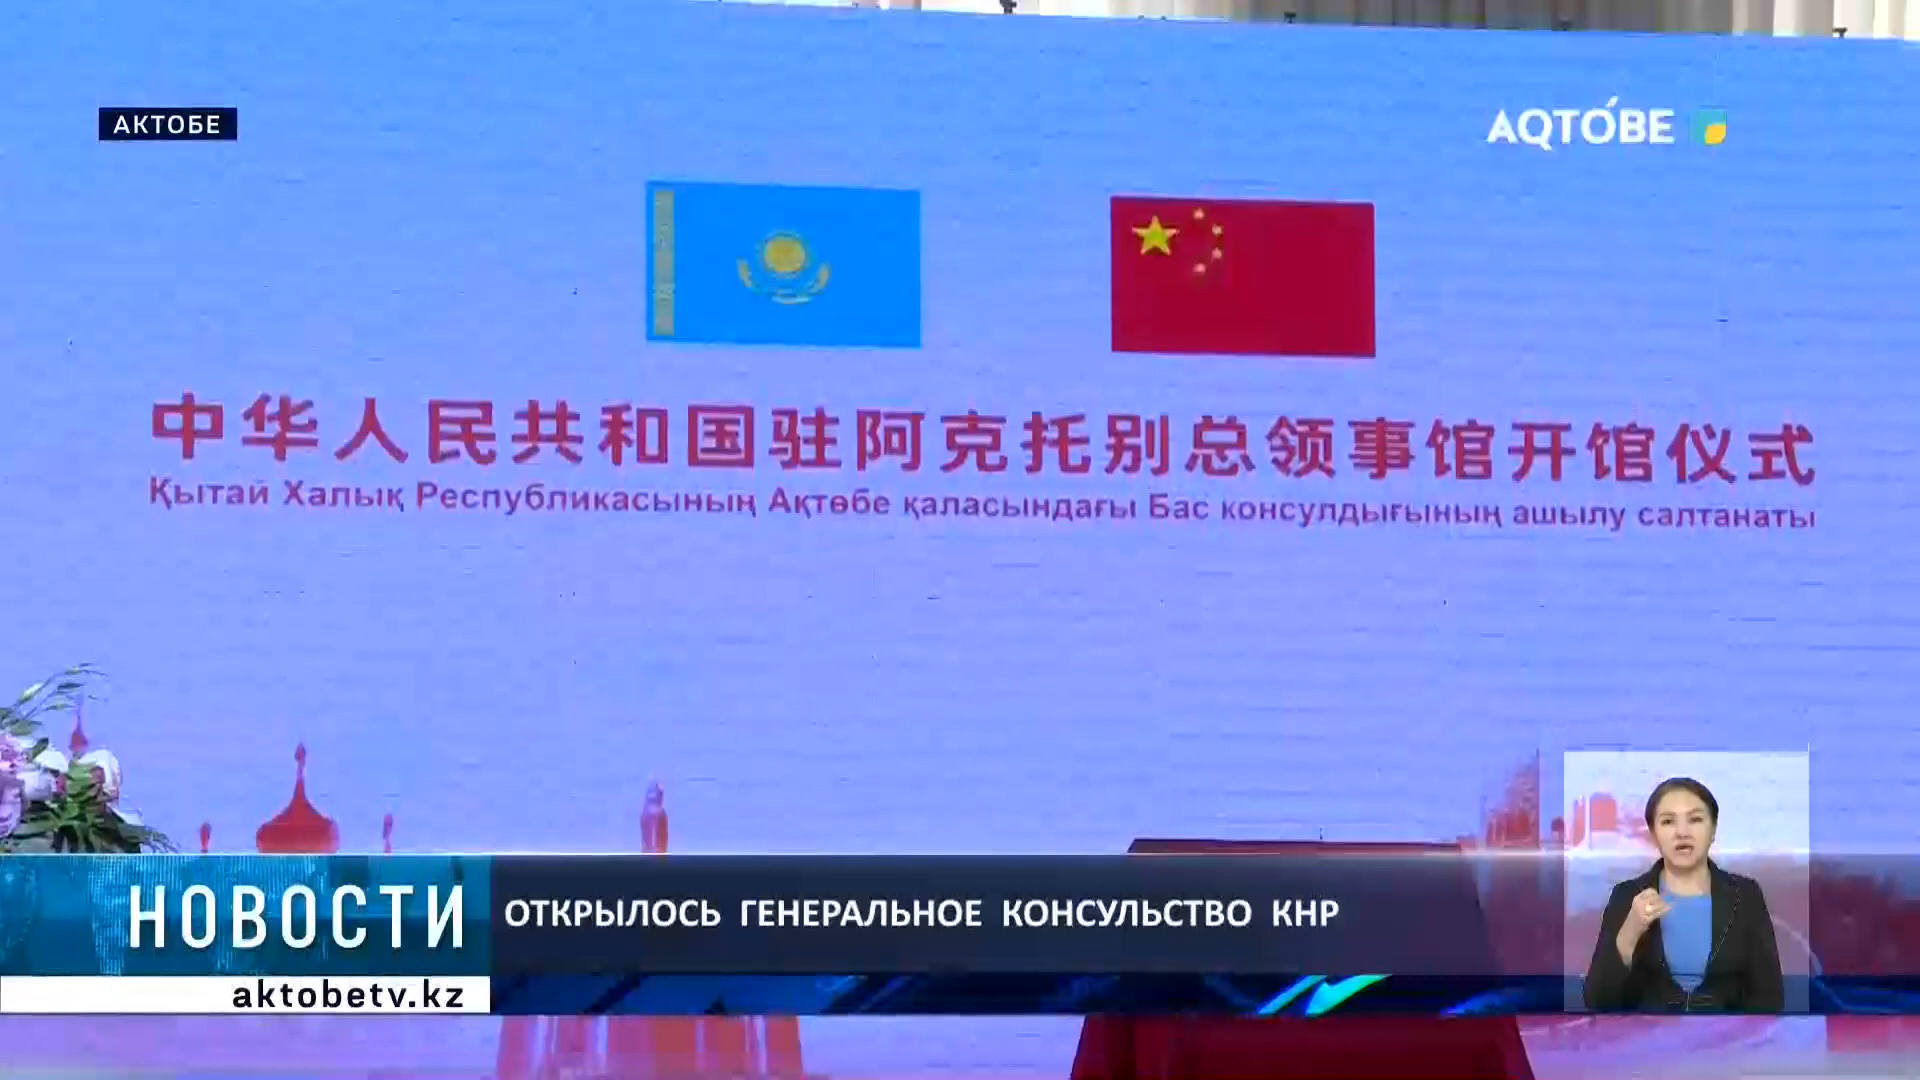 АКТОБЕ
AQTÓBE
中华人民共和国驻阿克托别总领事馆开馆仪式
Қытай Халық Республикасының Ақтөбе қаласындағы Бас консулдығының ашылу салтанаты
НОВОСТИ
ОТКРЫЛОСЬ ГЕНЕРАЛЬНОЕ КОНСУЛЬСТВО КНР
aktobetv.kz